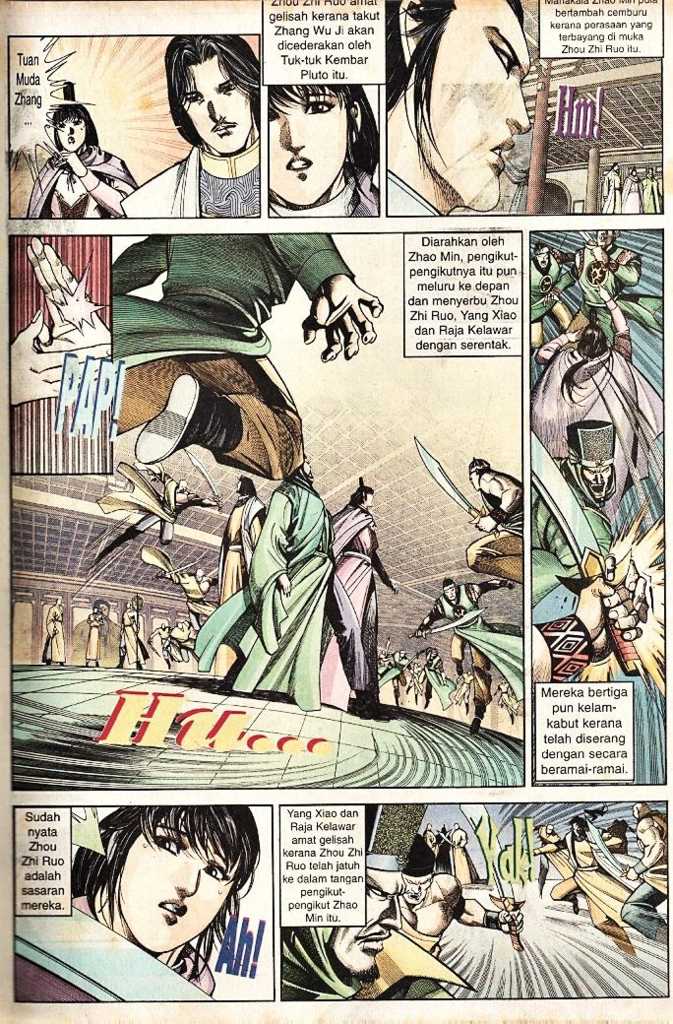 Tuan
Muda
Zhang
...
Zhou Zhi Ruo amat
gelisah kerana takut
Zhang Wu Ji akan
dicederakan oleh
Tuk-tuk Kembar
Pluto itu.
Manakala Zhao Min pula
bertambah cemburu
kerana perasaan yang
terbayang di muka
Zhou Zhi Ruo itu.
Hm!
PAP!
Diarahkan oleh
Zhao Min, pengikut-
pengikutnya itu pun
meluru ke depan
dan menyerbu Zhou
Zhi Ruo, Yang Xiao
dan Raja Kelawar
dengan serentak.
Hu...
Mereka bertiga
pun kelam-
kabut kerana
telah diserang
dengan secara
beramai-ramai.
Sudah
nyata
Zhou
Zhi Ruo
adalah
sasaran
mereka.
Ah!
Yang Xiao dan
Raja Kelawar
amat gelisah
kerana Zhou Zhi
Ruo telah jatuh
ke dalam tangan
pengikut-
pengikut Zhao
Min itu.